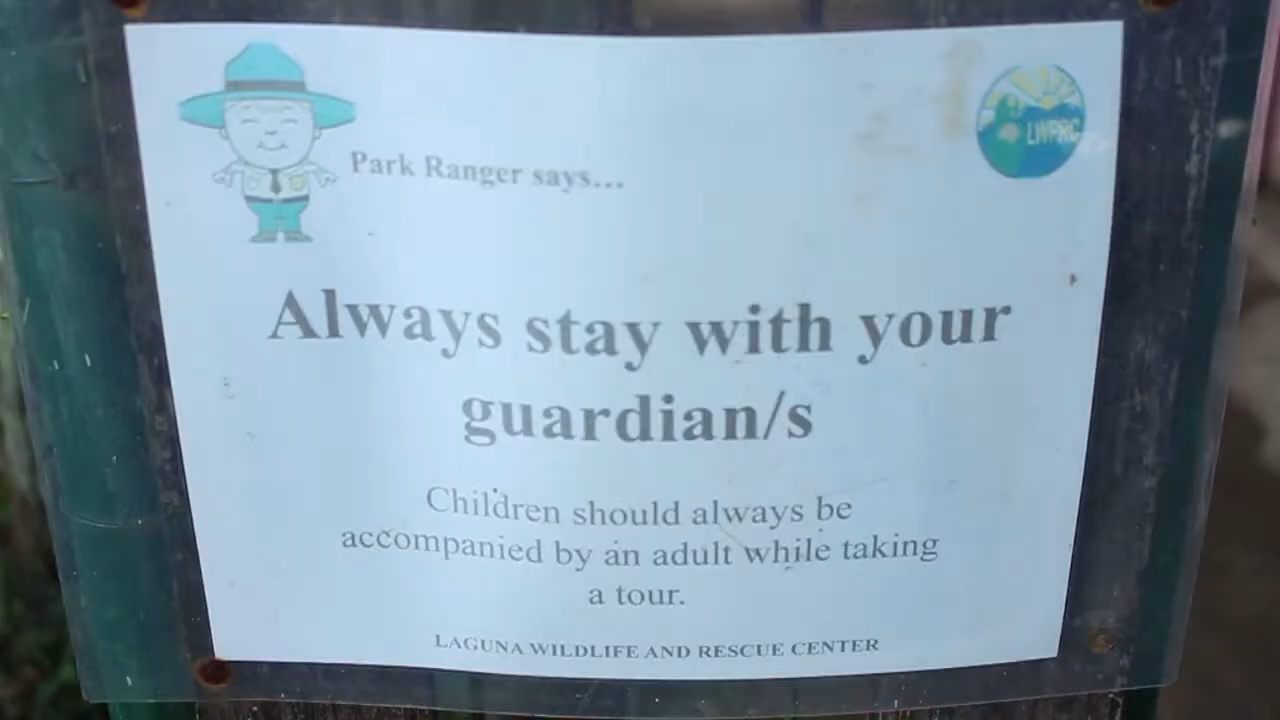 Park Ranger says...
LWPRC
Always stay with your
guardian/s
Children should always be
accompanied by an adult while taking
a tour.
LAGUNA WILDLIFE AND RESCUE CENTER